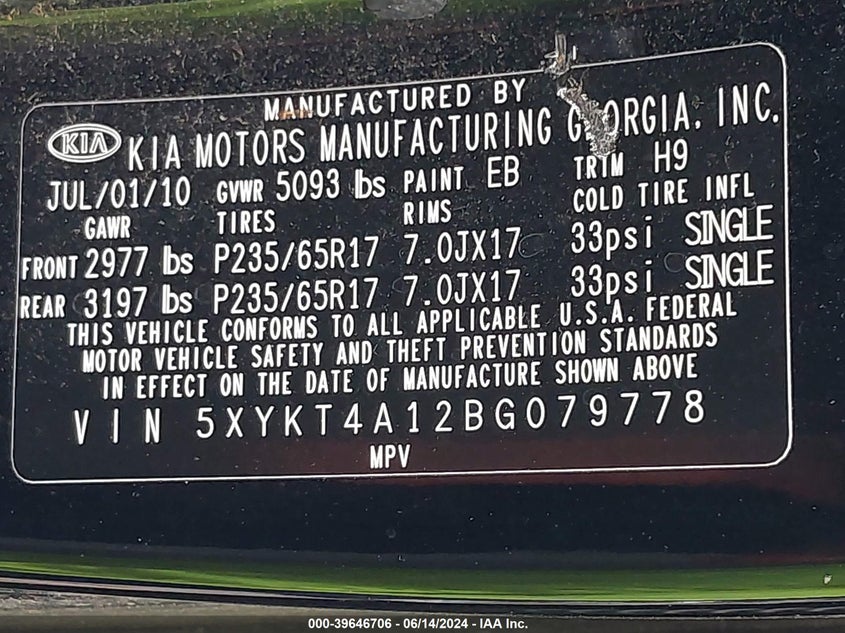 MANUFACTURED BY
KIA KIA MOTORS MANUFACTURING GEORGIA, INC.
JUL/01/10 GVWR 5093 lbs PAINT EB TRIM H9
GAWR TIRES RIMS COLD TIRE INFL
FRONT 2977 lbs P235/65R17 7.0JX17 33psi SINGLE
REAR 3197 lbs P235/65R17 7.0JX17 33psi SINGLE
THIS VEHICLE CONFORMS TO ALL APPLICABLE U.S.A. FEDERAL
MOTOR VEHICLE SAFETY AND THEFT PREVENTION STANDARDS
IN EFFECT ON THE DATE OF MANUFACTURE SHOWN ABOVE
VIN 5XYKT4A12BG079778
MPV
000-39646706 - 06/14/2024 - IAA Inc.